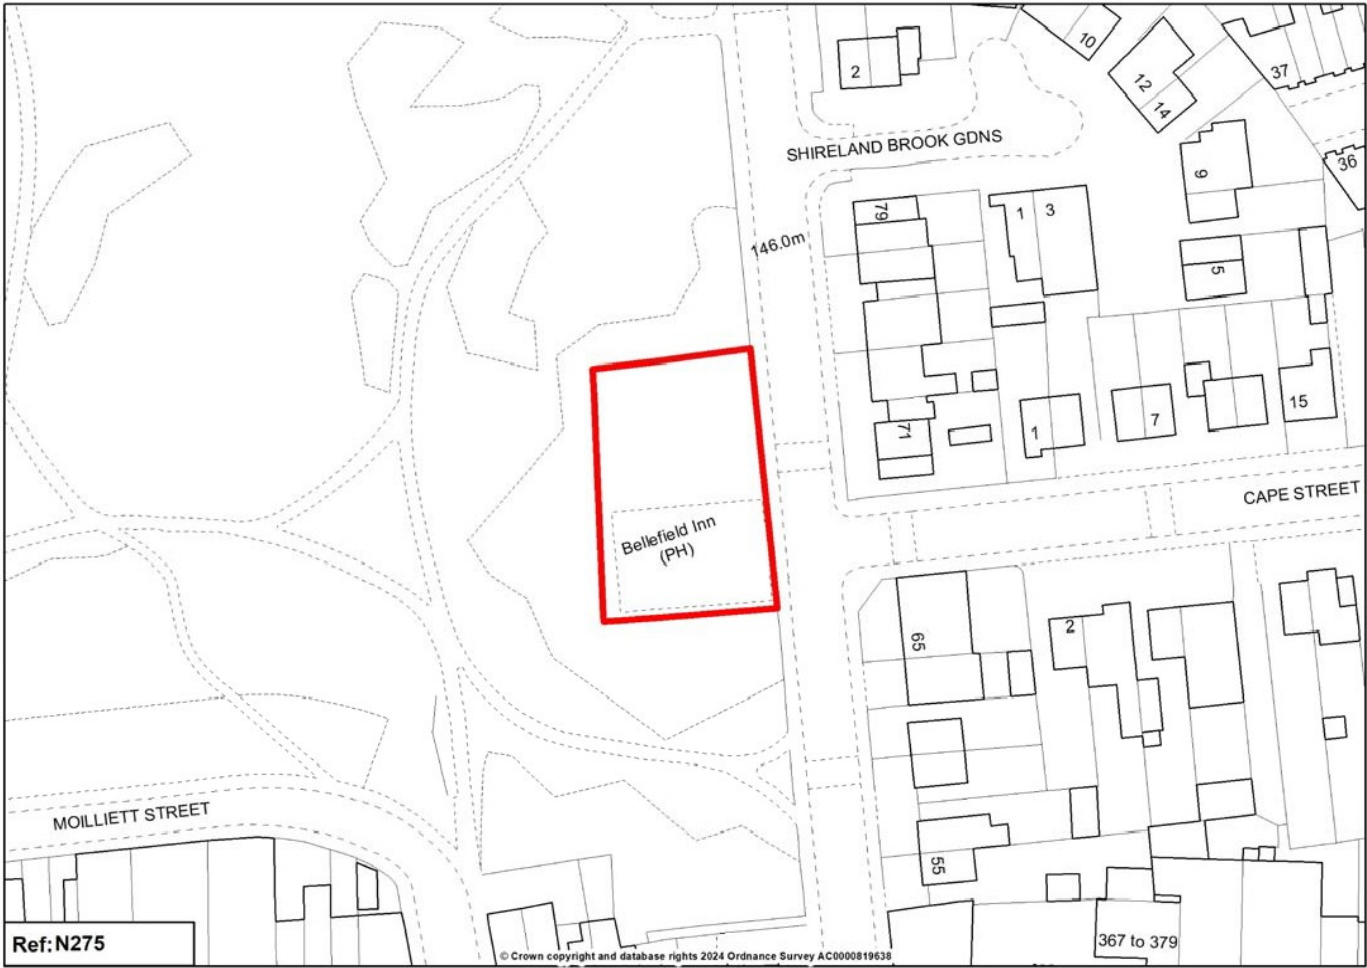 10
2
12
37
14
SHIRELAND BROOK GDNS
36
9
79
1
3
146.0m
5
15
7
71
1
CAPE STREET
Bellefield Inn
(PH)
2
65
MOILLIETT STREET
55
367 to 379
Ref:N275
© Crown copyright and database rights 2024 Ordnance Survey AC0000819638